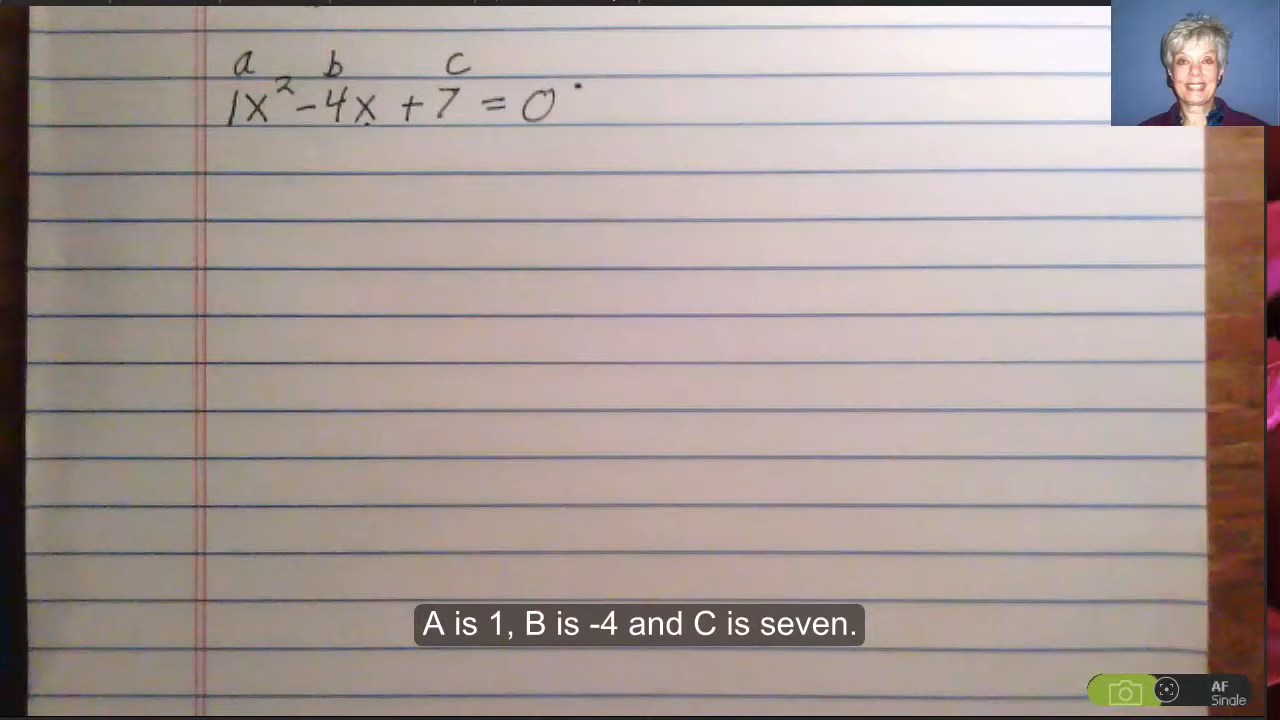 a b c
1x² - 4x + 7 = 0
A is 1, B is -4 and C is seven.
AF
Single